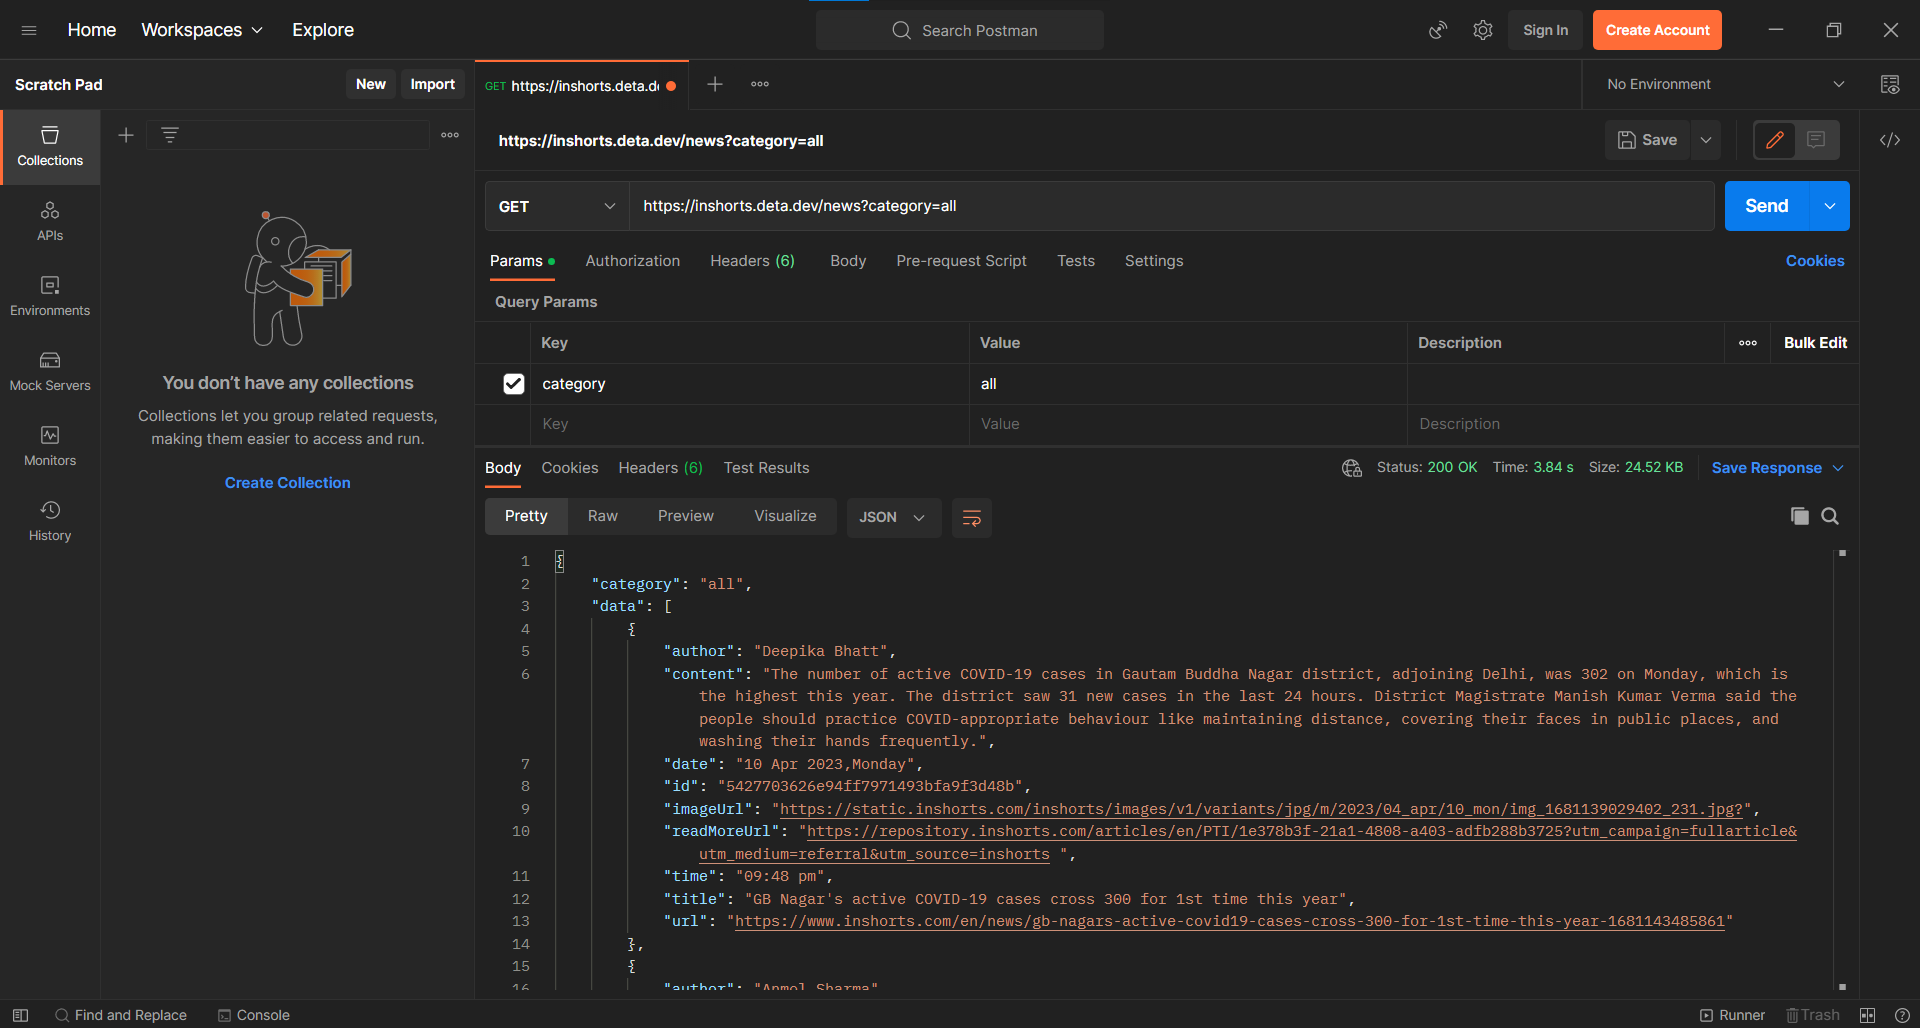 Home Workspaces Explore Search Postman Sign In Create Account
Scratch Pad New Import GET https://inshorts.deta.de No Environment
https://inshorts.deta.dev/news?category=all Save
Collections
APIs
Environments
Mock Servers
Monitors
History
You don’t have any collections
Collections let you group related requests,
making them easier to access and run.
Create Collection
GET https://inshorts.deta.dev/news?category=all Send
Params Authorization Headers (6) Body Pre-request Script Tests Settings Cookies
Query Params
Key Value Description Bulk Edit
category all
Key Value Description
Body Cookies Headers (6) Test Results Status: 200 OK Time: 3.84 s Size: 24.52 KB Save Response
Pretty Raw Preview Visualize JSON
1 {
2 "category": "all",
3 "data": [
4 {
5 "author": "Deepika Bhatt",
6 "content": "The number of active COVID-19 cases in Gautam Buddha Nagar district, adjoining Delhi, was 302 on Monday, which is
the highest this year. The district saw 31 new cases in the last 24 hours. District Magistrate Manish Kumar Verma said the
people should practice COVID-appropriate behaviour like maintaining distance, covering their faces in public places, and
washing their hands frequently.",
7 "date": "10 Apr 2023,Monday",
8 "id": "5427703626e94ff7971493bfa9f3d48b",
9 "imageUrl": "https://static.inshorts.com/inshorts/images/v1/variants/jpg/m/2023/04_apr/10_mon/img_1681139029402_231.jpg?",
10 "readMoreUrl": "https://repository.inshorts.com/articles/en/PTI/1e378b3f-21a1-4808-a403-adfb288b3725?utm_campaign=fullarticle&
utm_medium=referral&utm_source=inshorts ",
11 "time": "09:48 pm",
12 "title": "GB Nagar's active COVID-19 cases cross 300 for 1st time this year",
13 "url": "https://www.inshorts.com/en/news/gb-nagars-active-covid19-cases-cross-300-for-1st-time-this-year-1681143485861"
14 },
15 {
16 "author": "Anmol Sharma"
Find and Replace Console Runner Trash